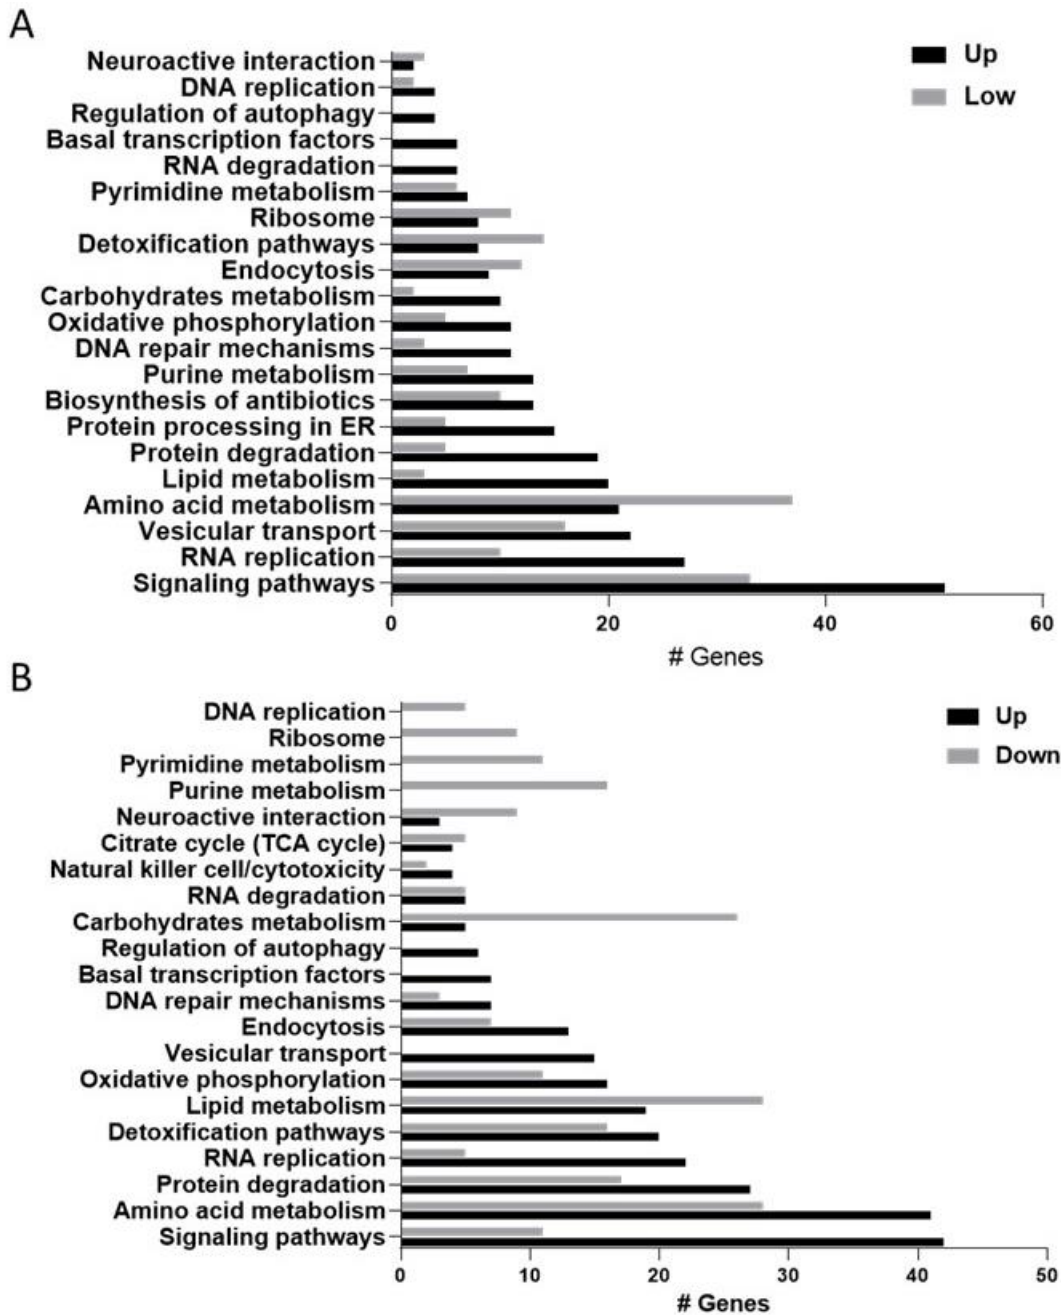 A
Up
Low
Neuroactive interaction
DNA replication
Regulation of autophagy
Basal transcription factors
RNA degradation
Pyrimidine metabolism
Ribosome
Detoxification pathways
Endocytosis
Carbohydrates metabolism
Oxidative phosphorylation
DNA repair mechanisms
Purine metabolism
Biosynthesis of antibiotics
Protein processing in ER
Protein degradation
Lipid metabolism
Amino acid metabolism
Vesicular transport
RNA replication
Signaling pathways
0 20 40 60
# Genes
B
Up
Down
DNA replication
Ribosome
Pyrimidine metabolism
Purine metabolism
Neuroactive interaction
Citrate cycle (TCA cycle)
Natural killer cell/cytotoxicity
RNA degradation
Carbohydrates metabolism
Regulation of autophagy
Basal transcription factors
DNA repair mechanisms
Endocytosis
Vesicular transport
Oxidative phosphorylation
Lipid metabolism
Detoxification pathways
RNA replication
Protein degradation
Amino acid metabolism
Signaling pathways
0 10 20 30 40 50
# Genes